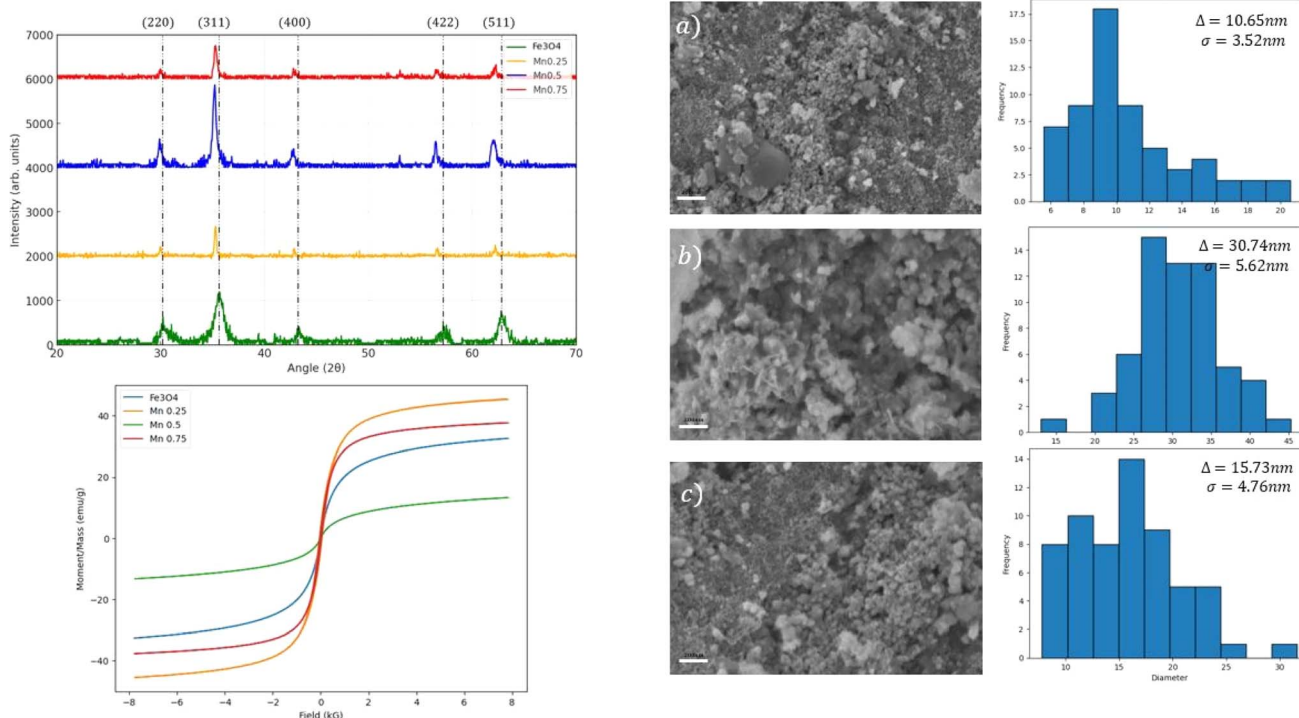 (220) (311) (400) (422) (511)
7000
6000
5000
4000
3000
2000
1000
0
Intensity (arb. units)
Fe3O4
Mn0.25
Mn0.5
Mn0.75
20 30 40 50 60 70
Angle (2θ)
40
20
0
−20
−40
Moment/Mass (emu/g)
Fe3O4
Mn 0.25
Mn 0.5
Mn 0.75
−8 −6 −4 −2 0 2 4 6 8
Field (kG)
a)
17.5
15.0
12.5
10.0
7.5
5.0
2.5
0.0
Frequency
Δ = 10.65nm
σ = 3.52nm
6 8 10 12 14 16 18 20
b)
14
12
10
8
6
4
2
0
Frequency
Δ = 30.74nm
σ = 5.62nm
15 20 25 30 35 40 45
c)
14
12
10
8
6
4
2
0
Frequency
Δ = 15.73nm
σ = 4.76nm
10 15 20 25 30
Diameter